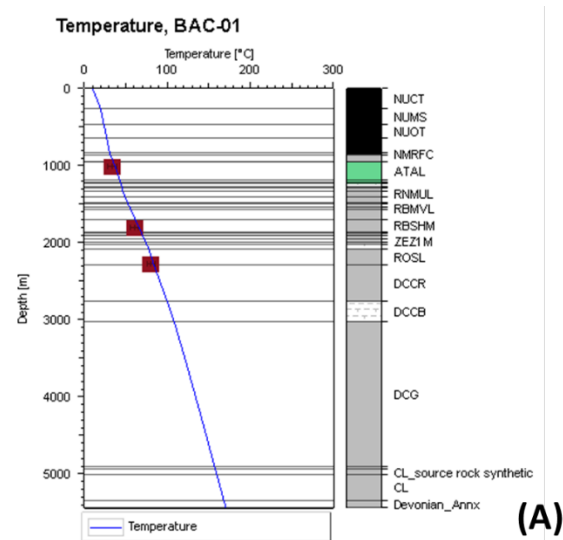 Temperature, BAC-01
Temperature [°C]
0 100 200 300
0
1000
2000
3000
4000
5000
Depth [m]
NUCT
NUMS
NUOT
NMRFC
ATAL
RNMUL
RBMVL
RBSHM
ZEZ1M
ROSL
DCCR
DCCB
DCG
CL_source rock synthetic
CL
Devonian_Annx
Temperature
(A)